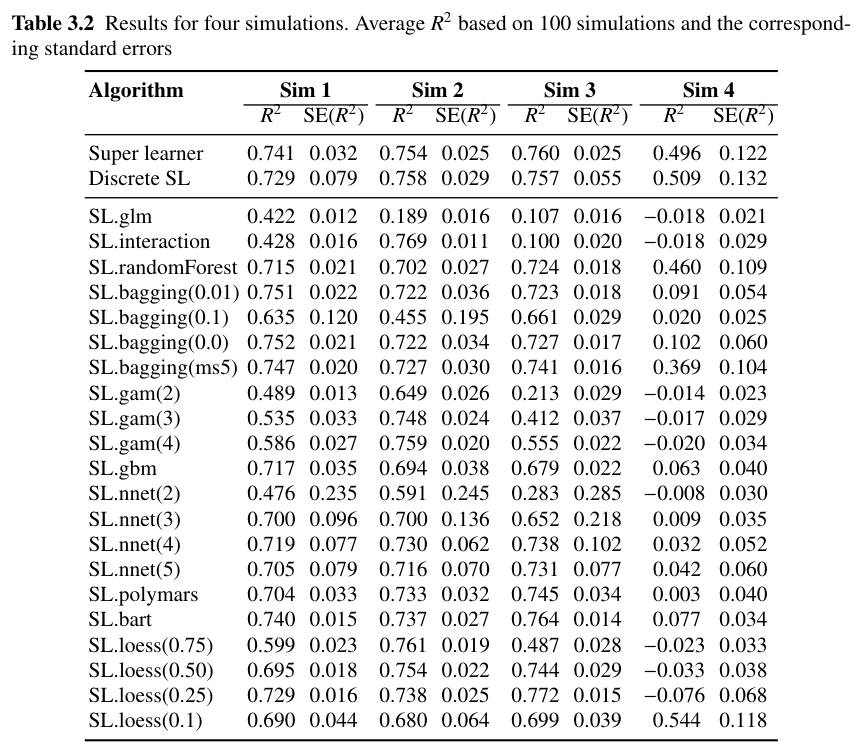 Table 3.2 Results for four simulations. Average R² based on 100 simulations and the correspond-
ing standard errors
Algorithm Sim 1 Sim 2 Sim 3 Sim 4
R² SE(R²) R² SE(R²) R² SE(R²) R² SE(R²)
Super learner 0.741 0.032 0.754 0.025 0.760 0.025 0.496 0.122
Discrete SL 0.729 0.079 0.758 0.029 0.757 0.055 0.509 0.132
SL.glm 0.422 0.012 0.189 0.016 0.107 0.016 −0.018 0.021
SL.interaction 0.428 0.016 0.769 0.011 0.100 0.020 −0.018 0.029
SL.randomForest 0.715 0.021 0.702 0.027 0.724 0.018 0.460 0.109
SL.bagging(0.01) 0.751 0.022 0.722 0.036 0.723 0.018 0.091 0.054
SL.bagging(0.1) 0.635 0.120 0.455 0.195 0.661 0.029 0.020 0.025
SL.bagging(0.0) 0.752 0.021 0.722 0.034 0.727 0.017 0.102 0.060
SL.bagging(ms5) 0.747 0.020 0.727 0.030 0.741 0.016 0.369 0.104
SL.gam(2) 0.489 0.013 0.649 0.026 0.213 0.029 −0.014 0.023
SL.gam(3) 0.535 0.033 0.748 0.024 0.412 0.037 −0.017 0.029
SL.gam(4) 0.586 0.027 0.759 0.020 0.555 0.022 −0.020 0.034
SL.gbm 0.717 0.035 0.694 0.038 0.679 0.022 0.063 0.040
SL.nnet(2) 0.476 0.235 0.591 0.245 0.283 0.285 −0.008 0.030
SL.nnet(3) 0.700 0.096 0.700 0.136 0.652 0.218 0.009 0.035
SL.nnet(4) 0.719 0.077 0.730 0.062 0.738 0.102 0.032 0.052
SL.nnet(5) 0.705 0.079 0.716 0.070 0.731 0.077 0.042 0.060
SL.polymars 0.704 0.033 0.733 0.032 0.745 0.034 0.003 0.040
SL.bart 0.740 0.015 0.737 0.027 0.764 0.014 0.077 0.034
SL.loess(0.75) 0.599 0.023 0.761 0.019 0.487 0.028 −0.023 0.033
SL.loess(0.50) 0.695 0.018 0.754 0.022 0.744 0.029 −0.033 0.038
SL.loess(0.25) 0.729 0.016 0.738 0.025 0.772 0.015 −0.076 0.068
SL.loess(0.1) 0.690 0.044 0.680 0.064 0.699 0.039 0.544 0.118